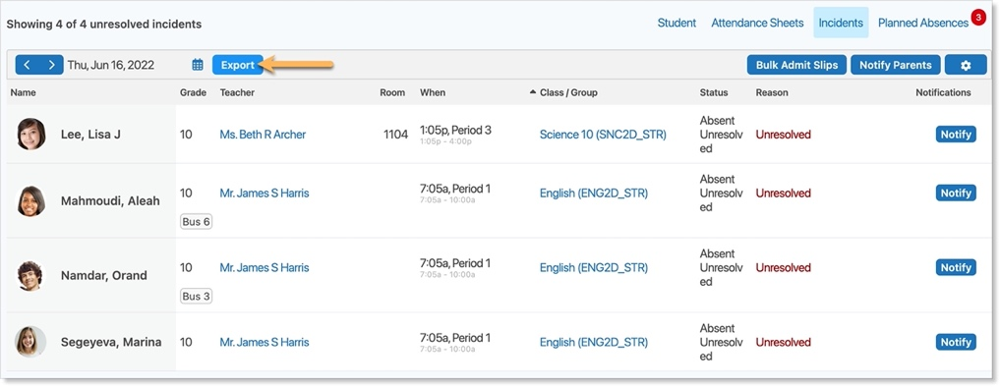 Showing 4 of 4 unresolved incidents
Student Attendance Sheets Incidents Planned Absences 3
Thu, Jun 16, 2022 Export Bulk Admit Slips Notify Parents
Name Grade Teacher Room When Class / Group Status Reason Notifications
Lee, Lisa J 10 Ms. Beth R Archer 1104 1:05p, Period 3 Science 10 (SNC2D_STR) Absent Unresolved Unresolved Notify
1:05p - 4:00p
Mahmoudi, Aleah 10 Mr. James S Harris 7:05a, Period 1 English (ENG2D_STR) Absent Unresolved Unresolved Notify
7:05a - 10:00a
Bus 6
Namdar, Orand 10 Mr. James S Harris 7:05a, Period 1 English (ENG2D_STR) Absent Unresolved Unresolved Notify
7:05a - 10:00a
Bus 3
Segeyeva, Marina 10 Mr. James S Harris 7:05a, Period 1 English (ENG2D_STR) Absent Unresolved Unresolved Notify
7:05a - 10:00a